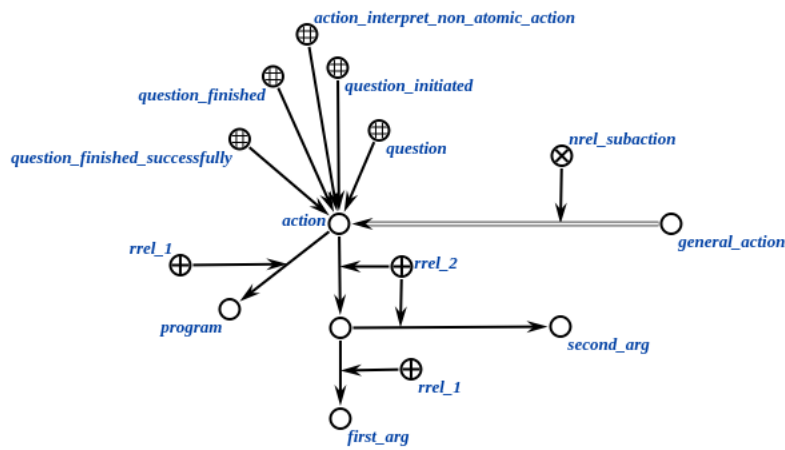 action_interpret_non_atomic_action
question_initiated
question_finished
question
nrel_subaction
question_finished_successfully
action
general_action
rrel_1
rrel_2
program
second_arg
rrel_1
first_arg